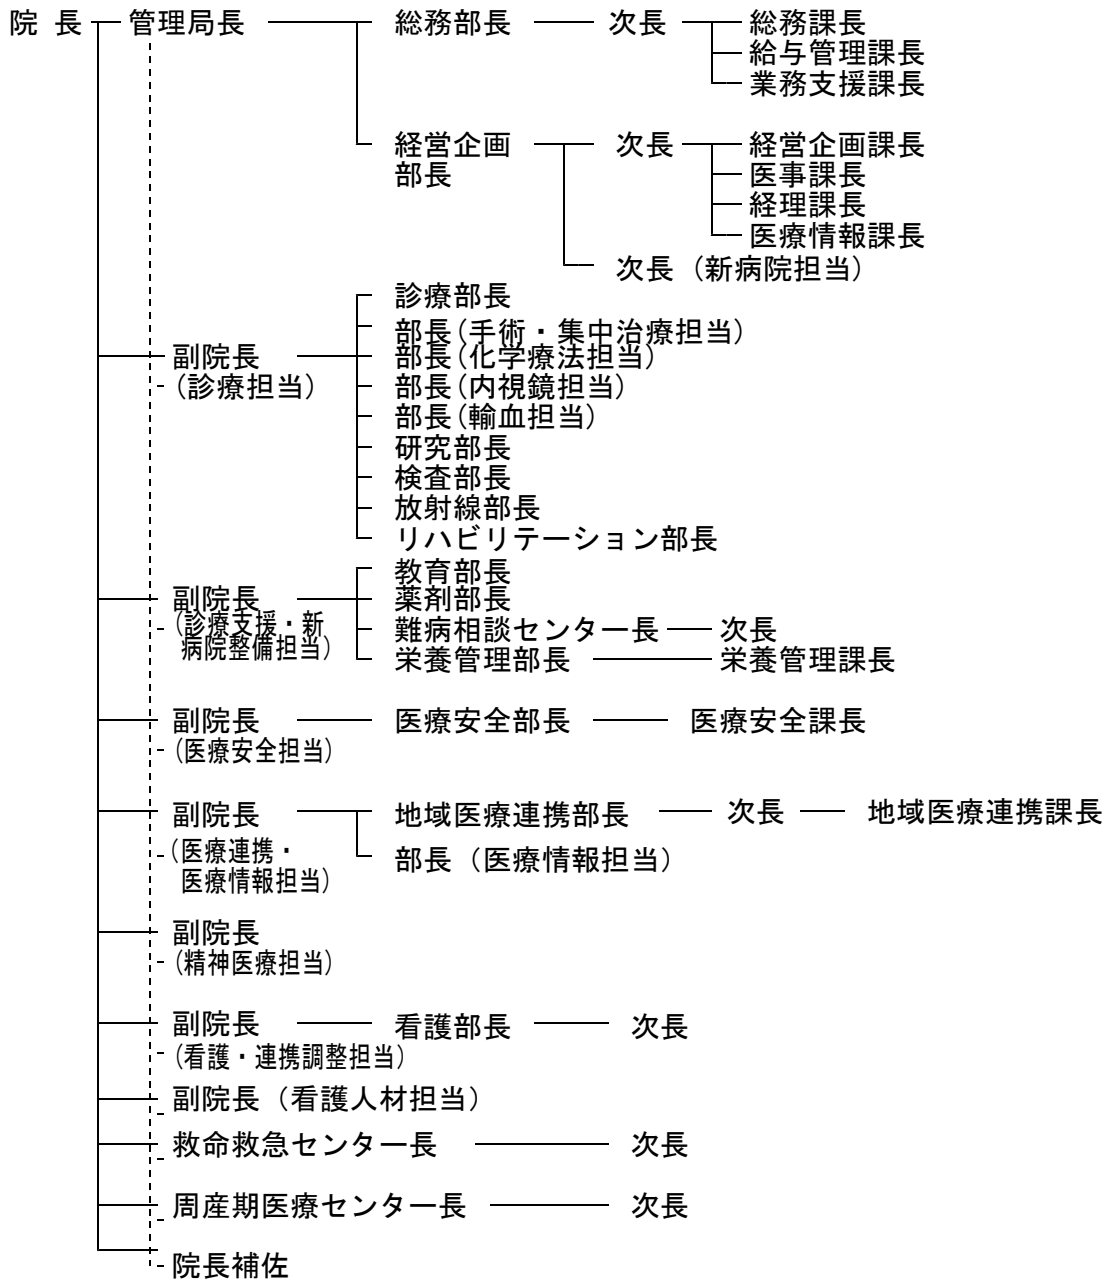 院 長 管理局長 総務部長 次長 総務課長
給与管理課長
業務支援課長
経営企画 次長 経営企画課長
部長 医事課長
経理課長
医療情報課長
次長（新病院担当）
診療部長
部長（手術・集中治療担当）
副院長 部長（化学療法担当）
（診療担当） 部長（内視鏡担当）
部長（輸血担当）
研究部長
検査部長
放射線部長
リハビリテーション部長
教育部長
副院長 薬剤部長
（診療支援・新 難病相談センター長 次長
病院整備担当） 栄養管理部長 栄養管理課長
副院長 医療安全部長 医療安全課長
（医療安全担当）
副院長 地域医療連携部長 次長 地域医療連携課長
（医療連携・ 部長（医療情報担当）
医療情報担当）
副院長
（精神医療担当）
副院長 看護部長 次長
（看護・連携調整担当）
副院長（看護人材担当）
救命救急センター長 次長
周産期医療センター長 次長
院長補佐